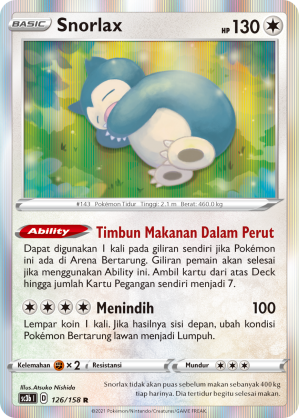 BASIC Snorlax HP 130
#143 Pokémon Tidur Tinggi: 2.1 m Berat: 460.0 kg
Ability Timbun Makanan Dalam Perut
Dapat digunakan 1 kali pada giliran sendiri jika Pokémon
ini ada di Arena Bertarung. Giliran pemain akan selesai
jika menggunakan Ability ini. Ambil kartu dari atas Deck
hingga jumlah Kartu Pegangan sendiri menjadi 7.
Menindih 100
Lempar koin 1 kali. Jika hasilnya sisi depan, ubah kondisi
Pokémon Bertarung lawan menjadi Lumpuh.
Kelemahan ×2 Resistansi Mundur
Illus. Atsuko Nishida
sc3b I D 126/158 R
Snorlax tidak akan puas sebelum makan sebanyak 400 kg
tiap harinya. Dia tertidur begitu selesai makan.
©2021 Pokémon/Nintendo/Creatures/GAME FREAK.